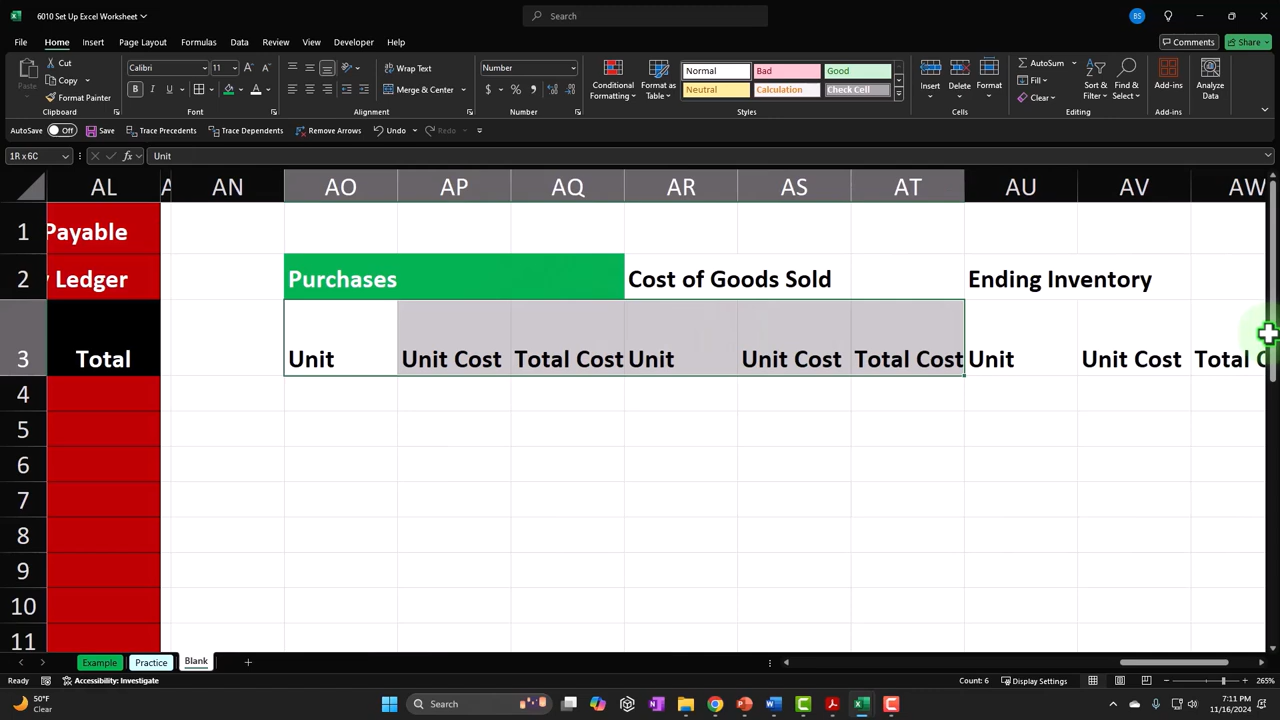 6010 Set Up Excel Worksheet
Search
BS
File Home Insert Page Layout Formulas Data Review View Developer Help
Comments Share
Paste Cut Copy Format Painter
Calibri 11
Wrap Text
Merge & Center
Number
Conditional Formatting Format as Table
Normal Bad Good
Neutral Calculation Check Cell
Insert Delete Format
AutoSum Fill Clear
Sort & Filter Find & Select
Add-ins Analyze Data
Clipboard Font Alignment Number Styles Cells Editing Add-ins
AutoSave Off Save Trace Precedents Trace Dependents Remove Arrows Undo Redo
1R x 6C fx Unit
AL AN AO AP AQ AR AS AT AU AV AW
1 Payable
2 Ledger Purchases Cost of Goods Sold Ending Inventory
3 Total Unit Unit Cost Total Cost Unit Unit Cost Total Cost Unit Unit Cost Total C
4
5
6
7
8
9
10
11
Example Practice Blank
Ready Accessibility: Investigate Count: 6 Display Settings 265%
50°F
Clear
Search
7:11 PM
11/16/2024